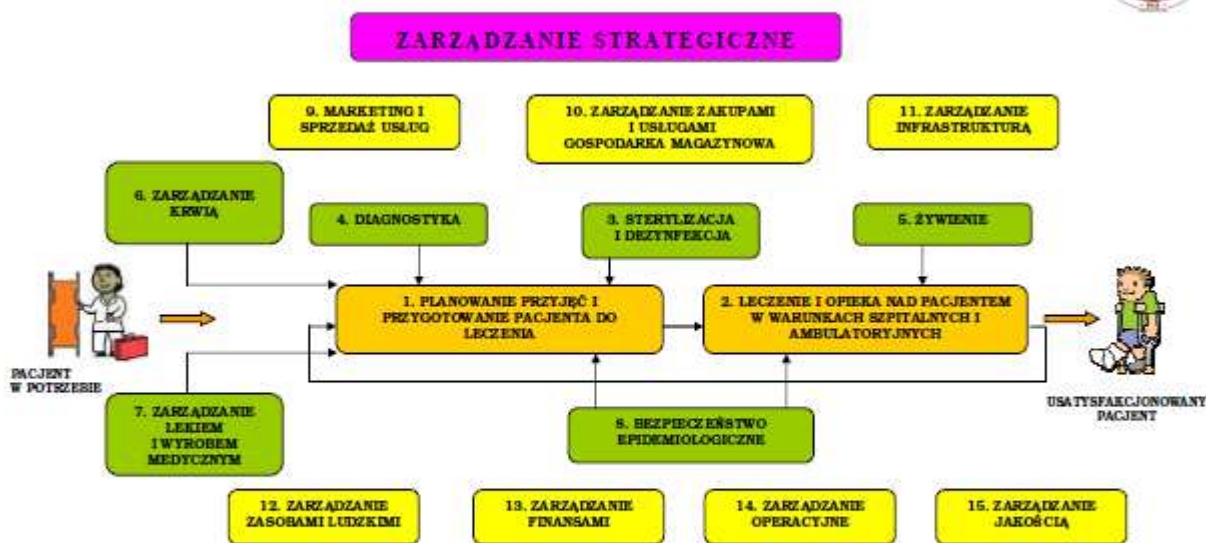 ZARZĄDZANIE STRATEGICZNE
9. MARKETING I
SPRZEDAŻ USŁUG
10. ZARZĄDZANIE ZAKUPAMI
I USŁUGAMI
GOSPODARKA MAGAZYNOWA
11. ZARZĄDZANIE
INFRASTRUKTURĄ
6. ZARZĄDZANIE
KRWIĄ
4. DIAGNOSTYKA
3. STERYLIZACJA
I DEZYNFEKCJA
5. ŻYWIENIE
1. PLANOWANIE PRZYJĘĆ I
PRZYGOTOWANIE PACJENTA DO
LECZENIA
2. LECZENIE I OPIEKA NAD PACJENTEM
W WARUNKACH SZPITALNYCH I
AMBULATORYJNYCH
PACJENT
W POTRZEBIE
USATYSFAKCJONOWANY
PACJENT
7. ZARZĄDZANIE
LEKIEM
I WYROBEM
MEDYCZNYM
8. BEZPIECZEŃSTWO
EPIDEMIOLOGICZNE
12. ZARZĄDZANIE
ZASOBAMI LUDZKIMI
13. ZARZĄDZANIE
FINANSAMI
14. ZARZĄDZANIE
OPERACYJNE
15. ZARZĄDZANIE
JAKOŚCIĄ